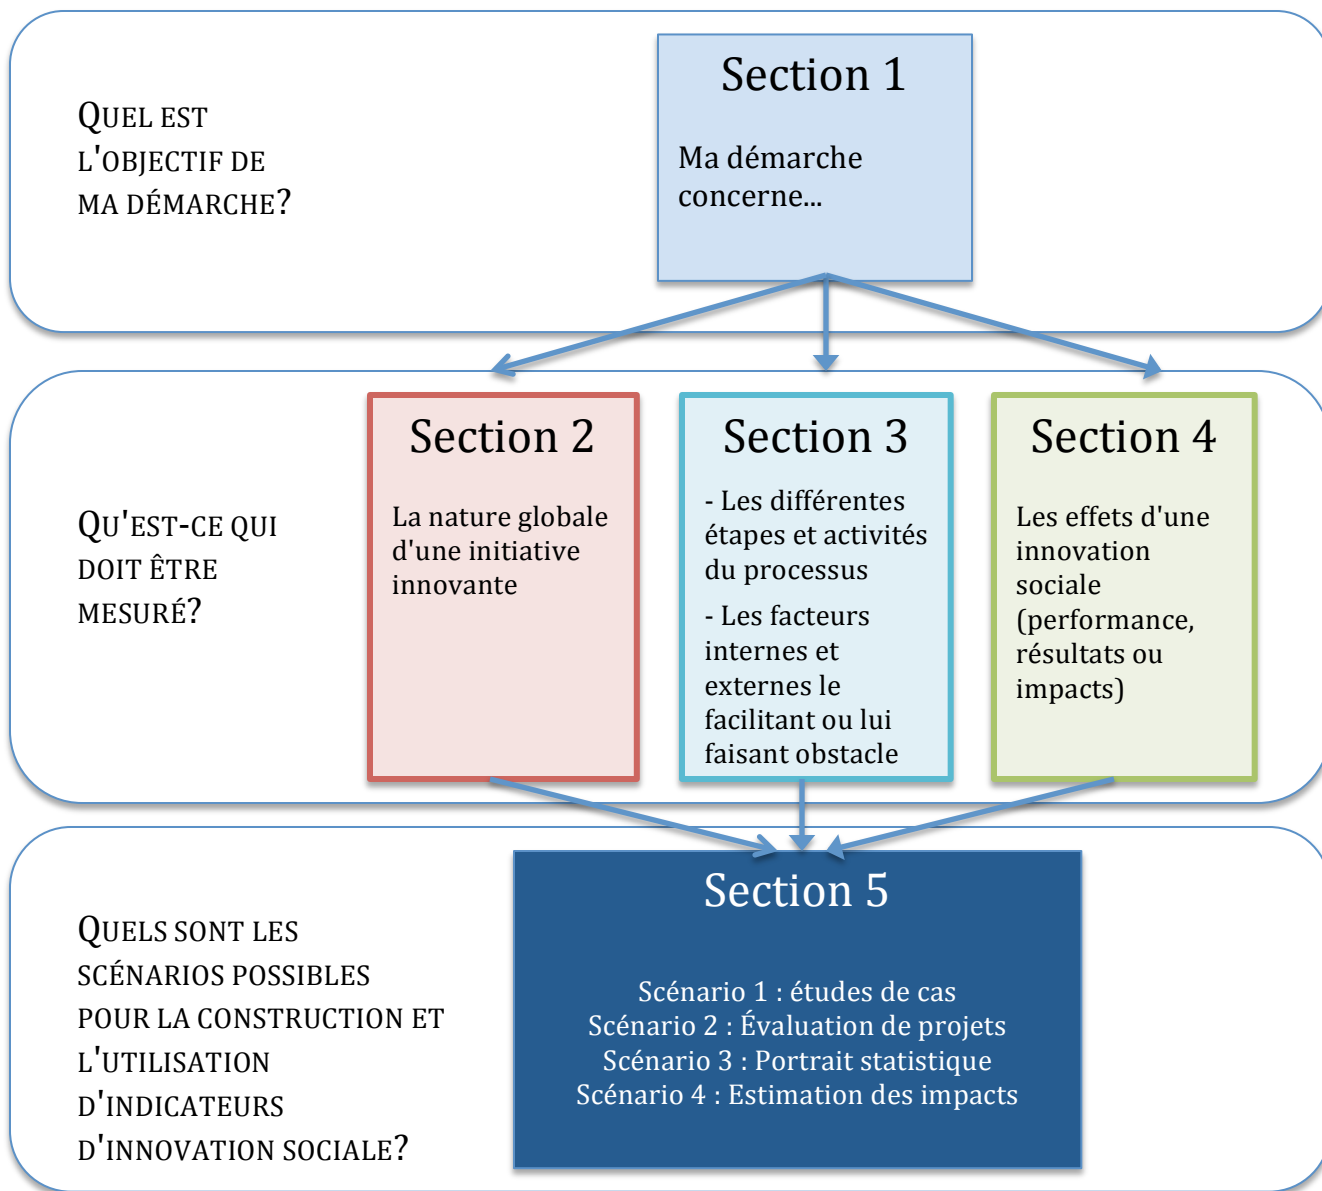 QUEL EST
L'OBJECTIF DE
MA DÉMARCHE?
Section 1
Ma démarche
concerne...
QU'EST-CE QUI
DOIT ÊTRE
MESURÉ?
Section 2
La nature globale
d'une initiative
innovante
Section 3
- Les différentes
étapes et activités
du processus
- Les facteurs
internes et
externes le
facilitant ou lui
faisant obstacle
Section 4
Les effets d'une
innovation
sociale
(performance,
résultats ou
impacts)
QUELS SONT LES
SCÉNARIOS POSSIBLES
POUR LA CONSTRUCTION ET
L'UTILISATION
D'INDICATEURS
D'INNOVATION SOCIALE?
Section 5
Scénario 1 : études de cas
Scénario 2 : Évaluation de projets
Scénario 3 : Portrait statistique
Scénario 4 : Estimation des impacts